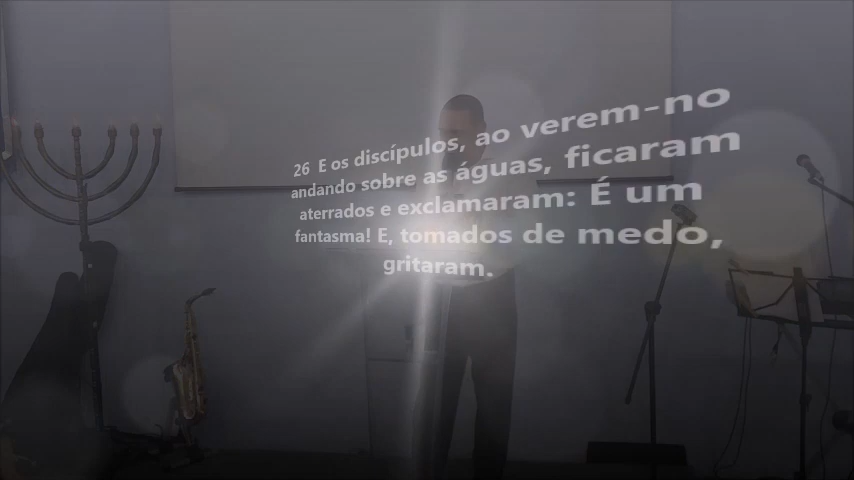 26 E os discípulos, ao verem-no
andando sobre as águas, ficaram
aterrados e exclamaram: É um
fantasma! E, tomados de medo,
gritaram.